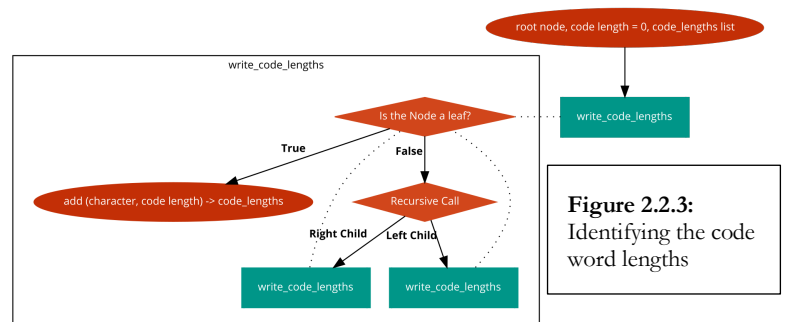 root node, code length = 0, code_lengths list
write_code_lengths
Is the Node a leaf?
write_code_lengths
True
False
add (character, code length) -> code_lengths
Recursive Call
Right Child
Left Child
write_code_lengths
write_code_lengths
Figure 2.2.3:
Identifying the code
word lengths